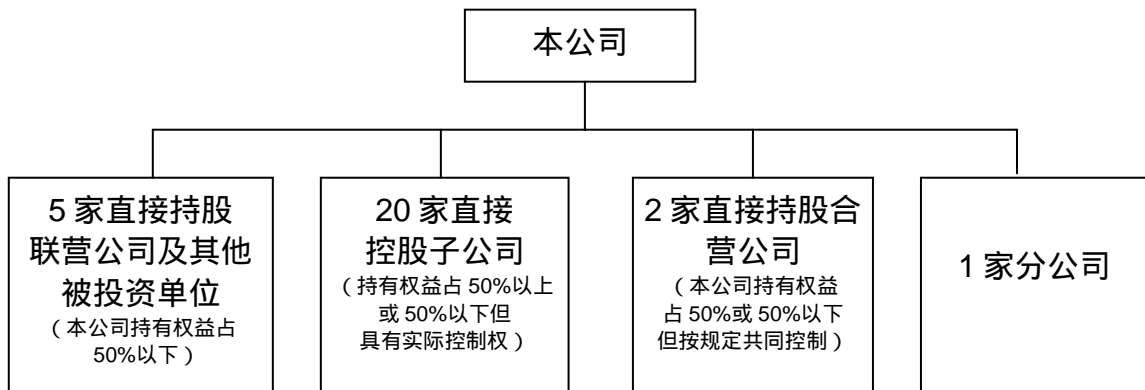 本公司
5 家直接持股
联营公司及其他
被投资单位
（本公司持有权益占
50%以下）
20 家直接
控股子公司
（持有权益占 50%以上
或 50%以下但
具有实际控制权）
2 家直接持股合
营公司
（本公司持有权益
占 50%或 50%以下
但按规定共同控制）
1 家分公司